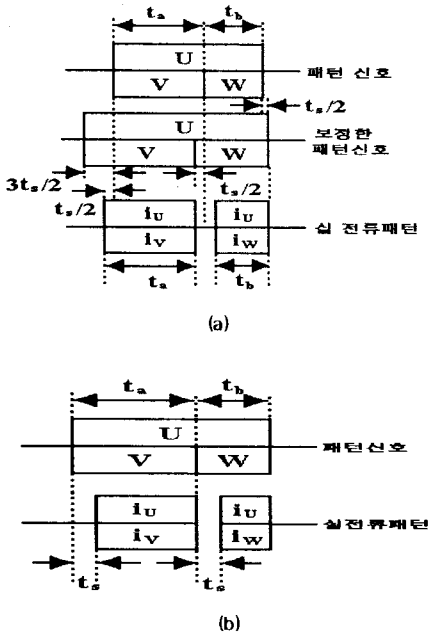 tₐ t_b
U
V W
패턴 신호
tₛ/2
U
V W
보정한
패턴신호
3tₛ/2
tₛ/2
tₛ/2
i_U i_U
i_V i_W
실 전류패턴
tₐ t_b
(a)
tₐ t_b
U
V W
패턴신호
i_U i_U
i_V i_W
실전류패턴
tₛ tₛ
(b)